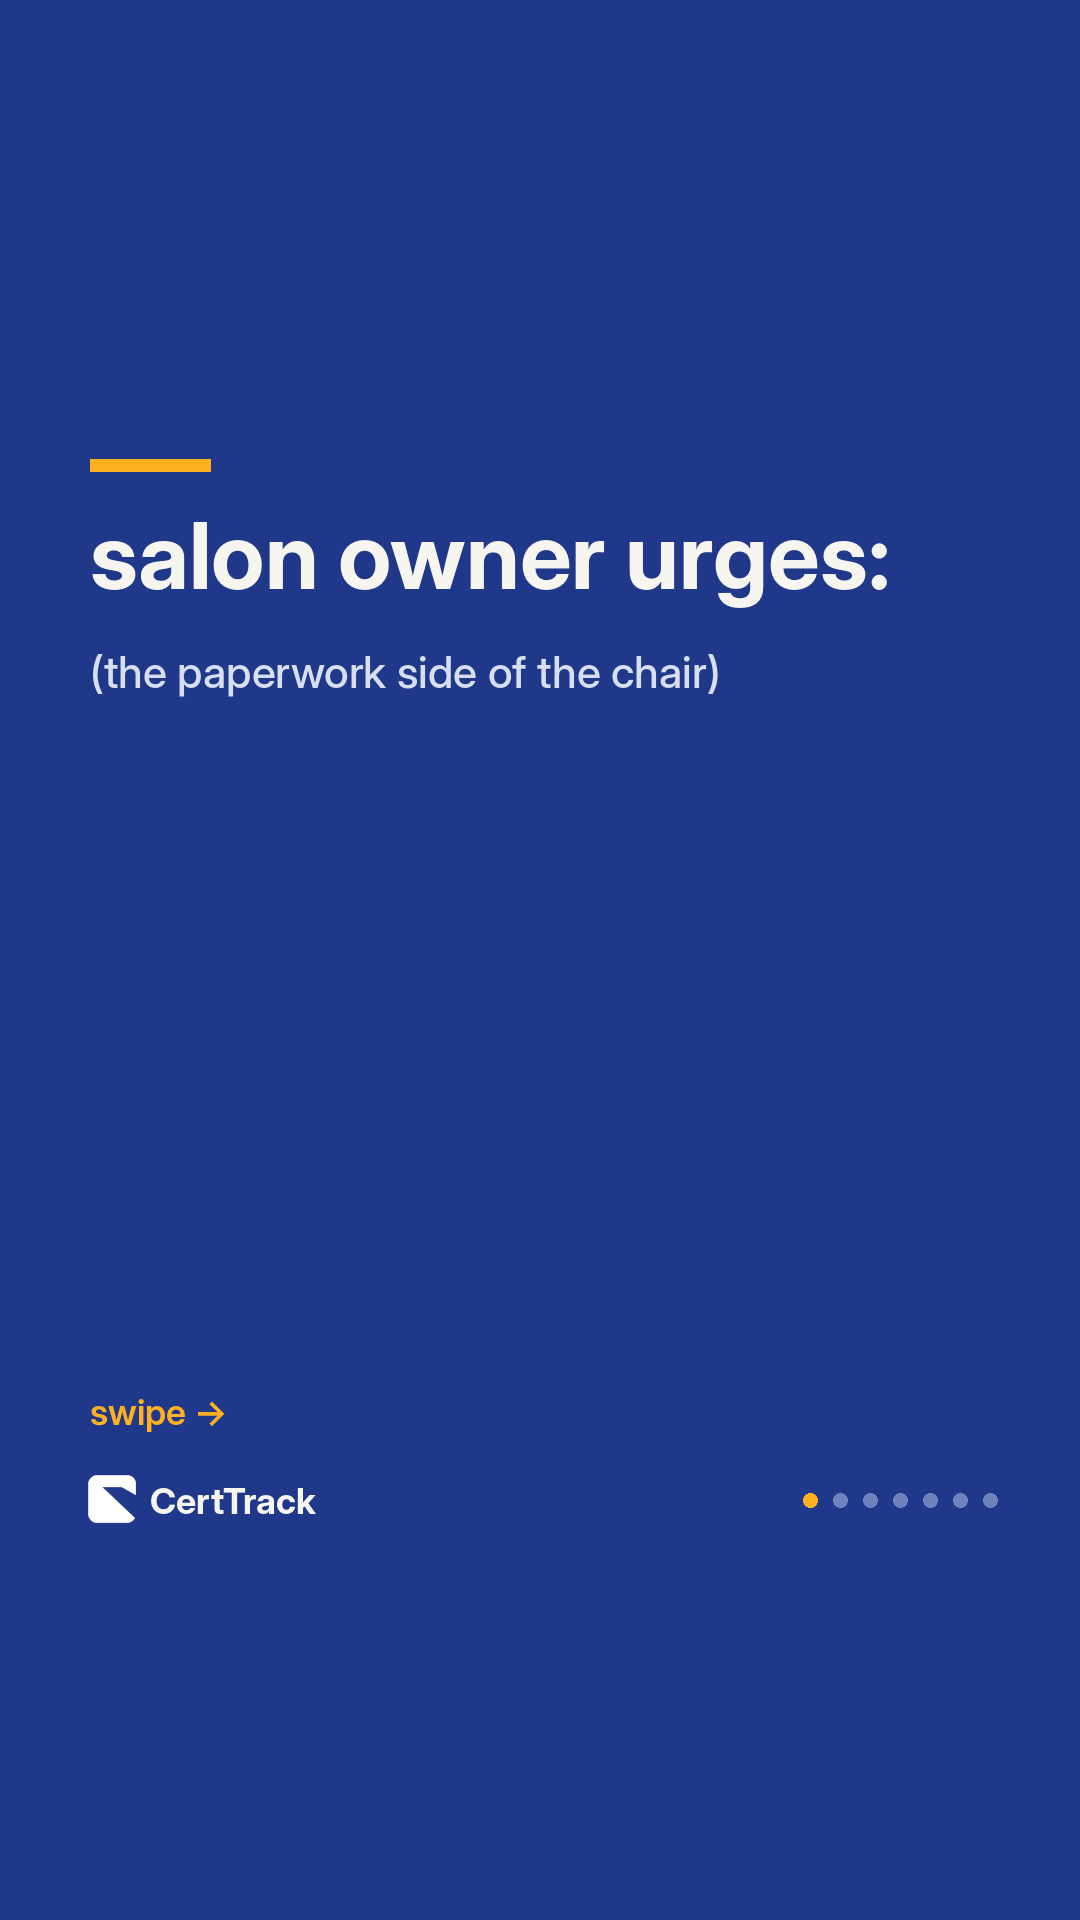 salon owner urges:
(the paperwork side of the chair)
swipe →
CertTrack